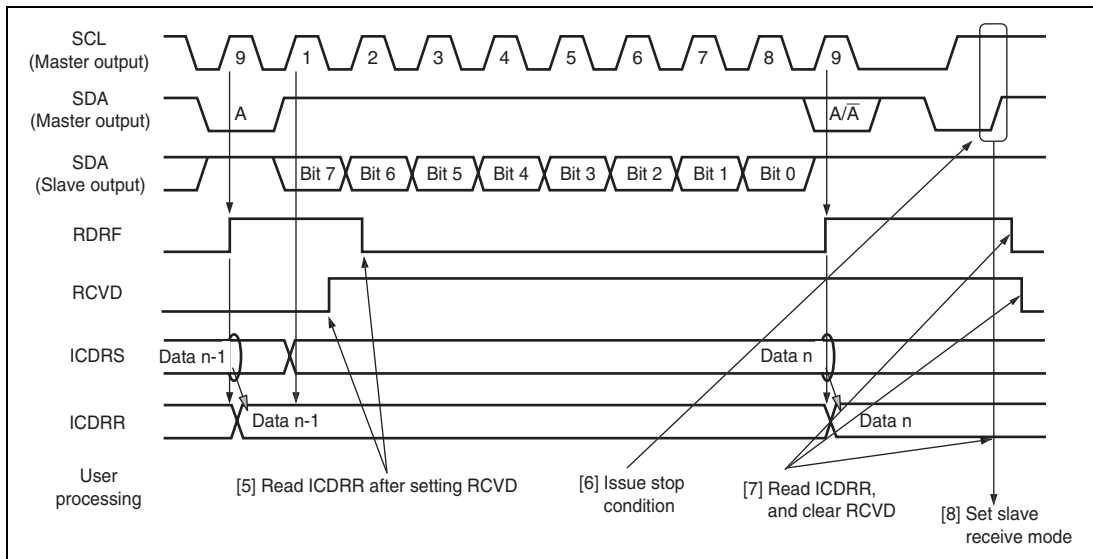 SCL
(Master output)
9 1 2 3 4 5 6 7 8 9
SDA
(Master output)
A A/A̅
SDA
(Slave output)
Bit 7 Bit 6 Bit 5 Bit 4 Bit 3 Bit 2 Bit 1 Bit 0
RDRF
RCVD
ICDRS
Data n-1 Data n
ICDRR
Data n-1 Data n
User
processing
[5] Read ICDRR after setting RCVD
[6] Issue stop
condition
[7] Read ICDRR,
and clear RCVD
[8] Set slave
receive mode